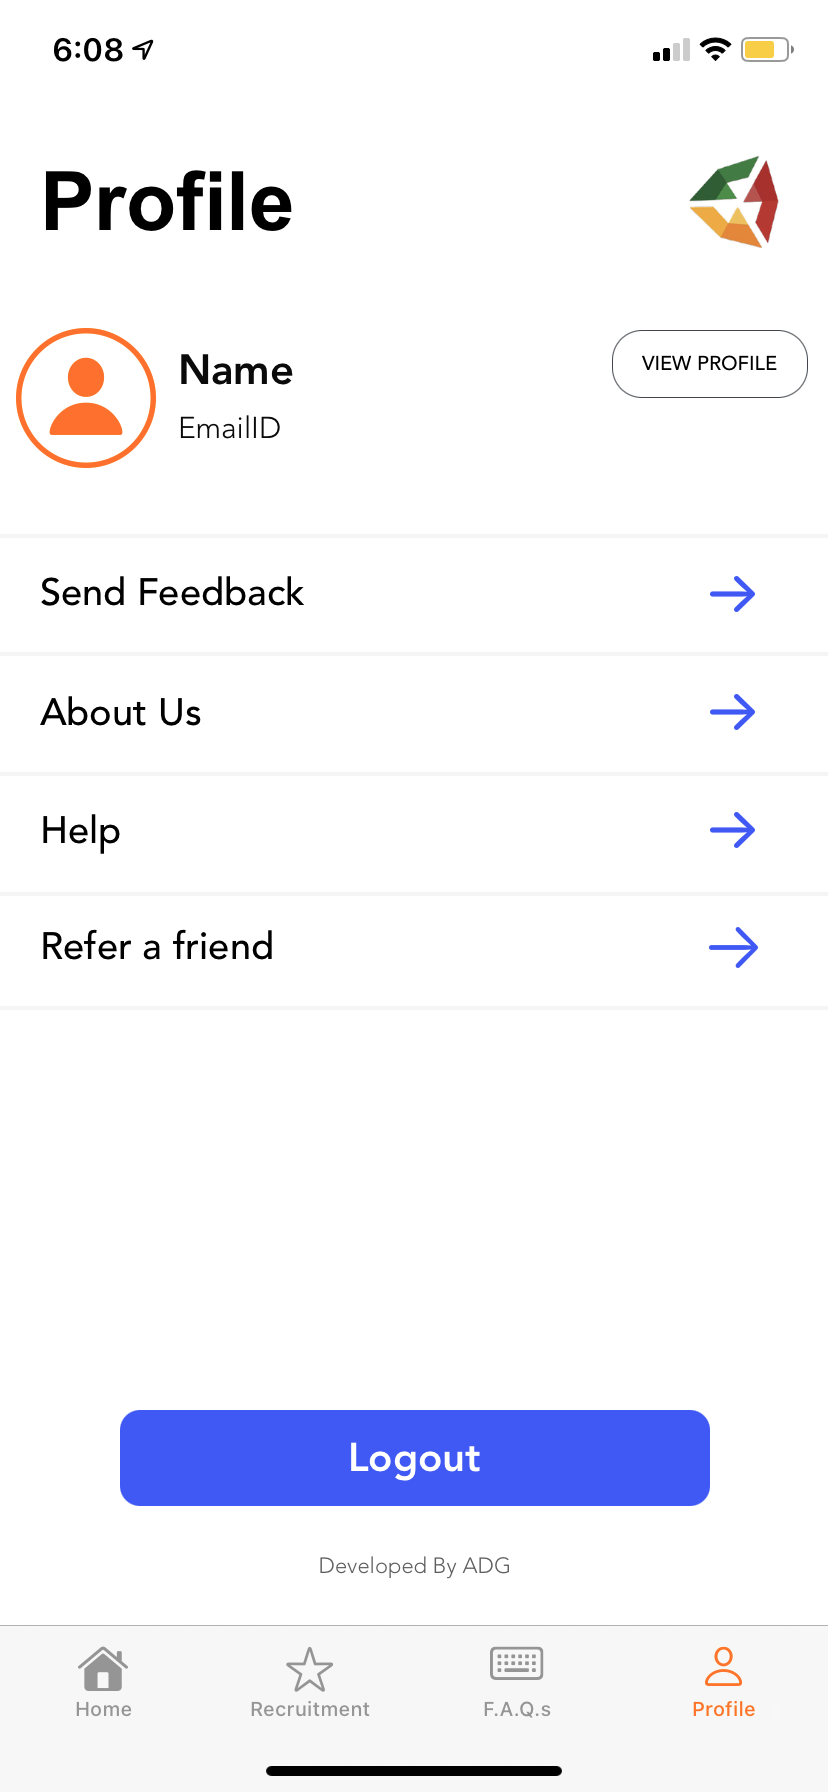 6:08
Profile
Name
VIEW PROFILE
EmailID
Send Feedback
About Us
Help
Refer a friend
Logout
Developed By ADG
Home
Recruitment
F.A.Q.s
Profile